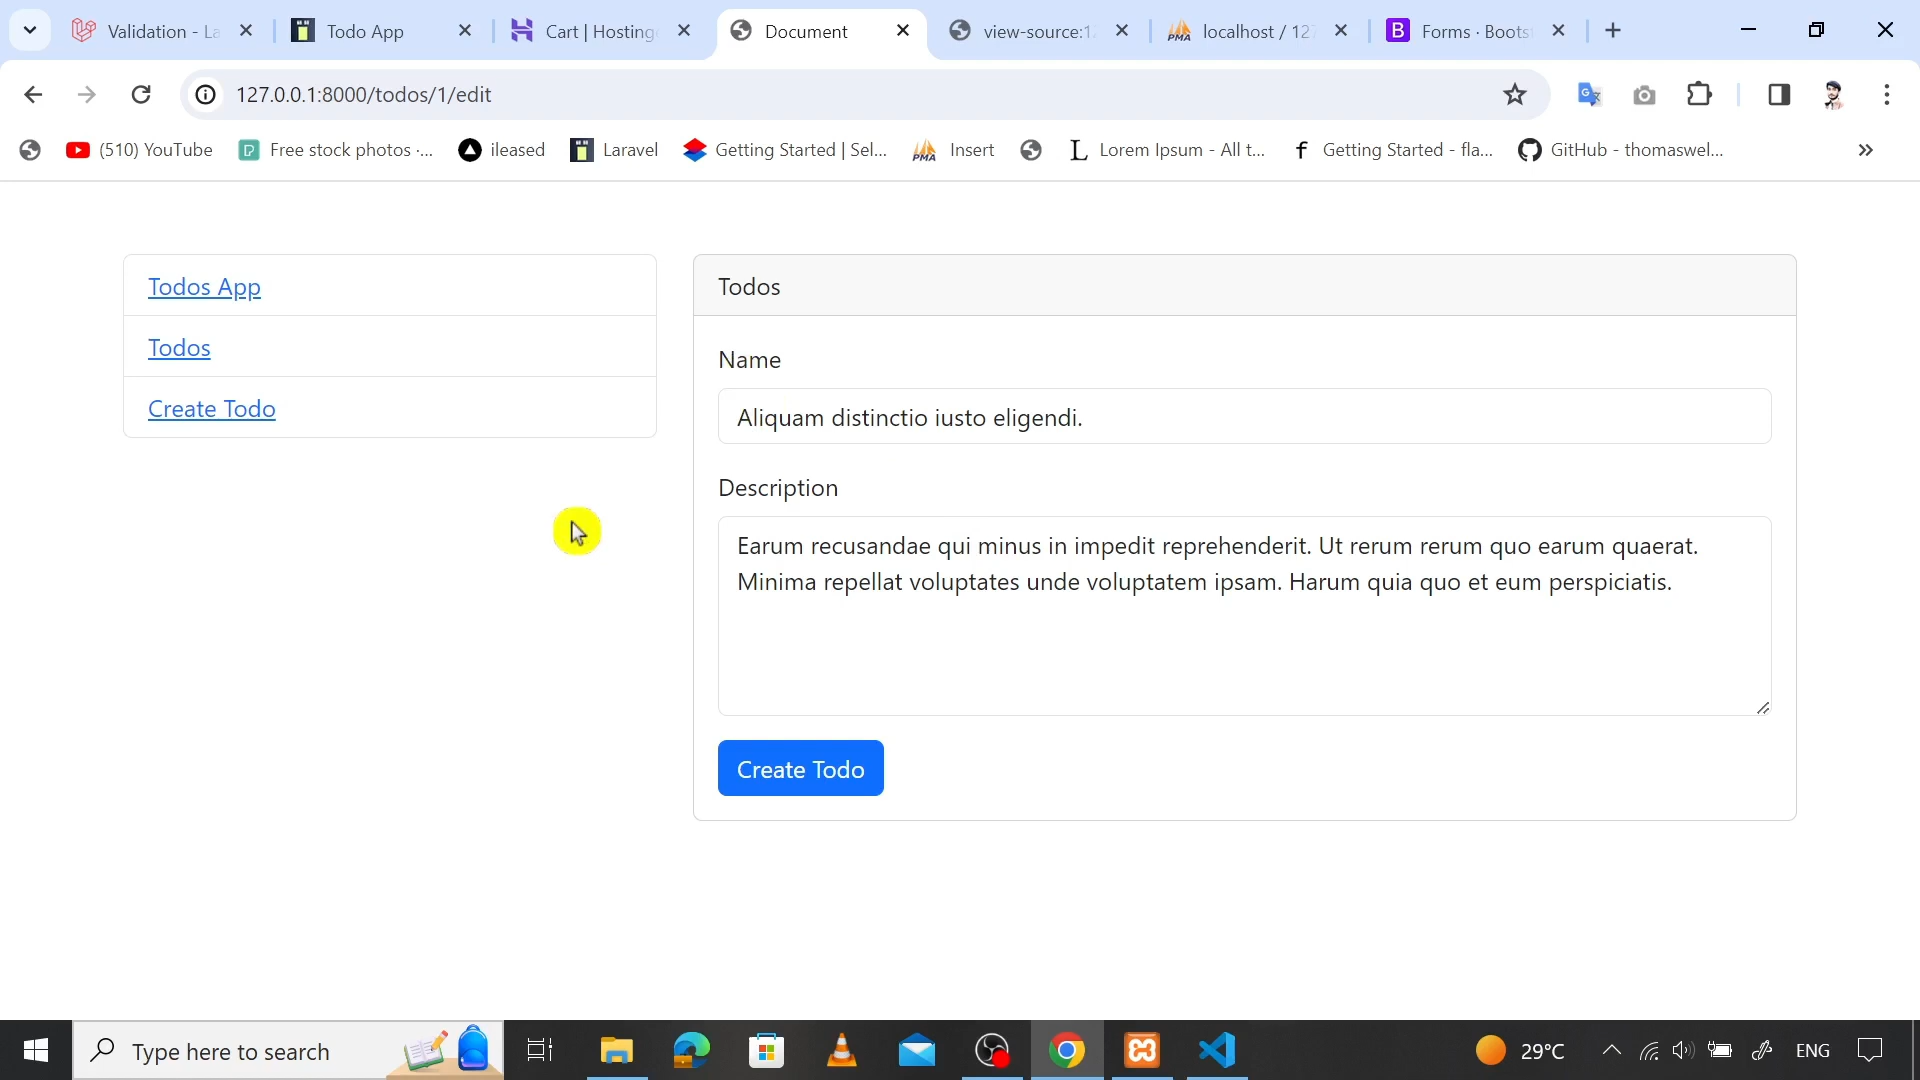 Validation - La
Todo App
Cart | Hostinge
Document
view-source:12
localhost / 127
Forms · Boots
127.0.0.1:8000/todos/1/edit
(510) YouTube
Free stock photos ·...
ileased
Laravel
Getting Started | Sel...
Insert
Lorem Ipsum - All t...
Getting Started - fla...
GitHub - thomaswel...
Todos App
Todos
Create Todo
Todos
Name
Aliquam distinctio iusto eligendi.
Description
Earum recusandae qui minus in impedit reprehenderit. Ut rerum rerum quo earum quaerat.
Minima repellat voluptates unde voluptatem ipsam. Harum quia quo et eum perspiciatis.
Create Todo
Type here to search
29°C
ENG